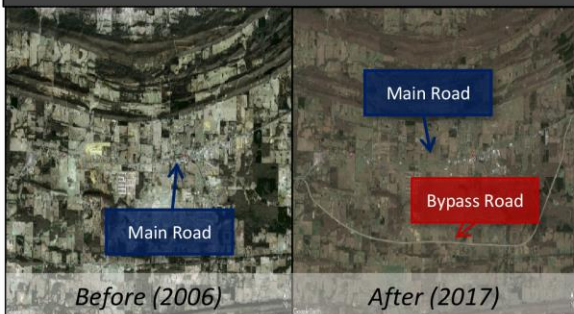 Main Road
Main Road
Bypass Road
Before (2006)
After (2017)